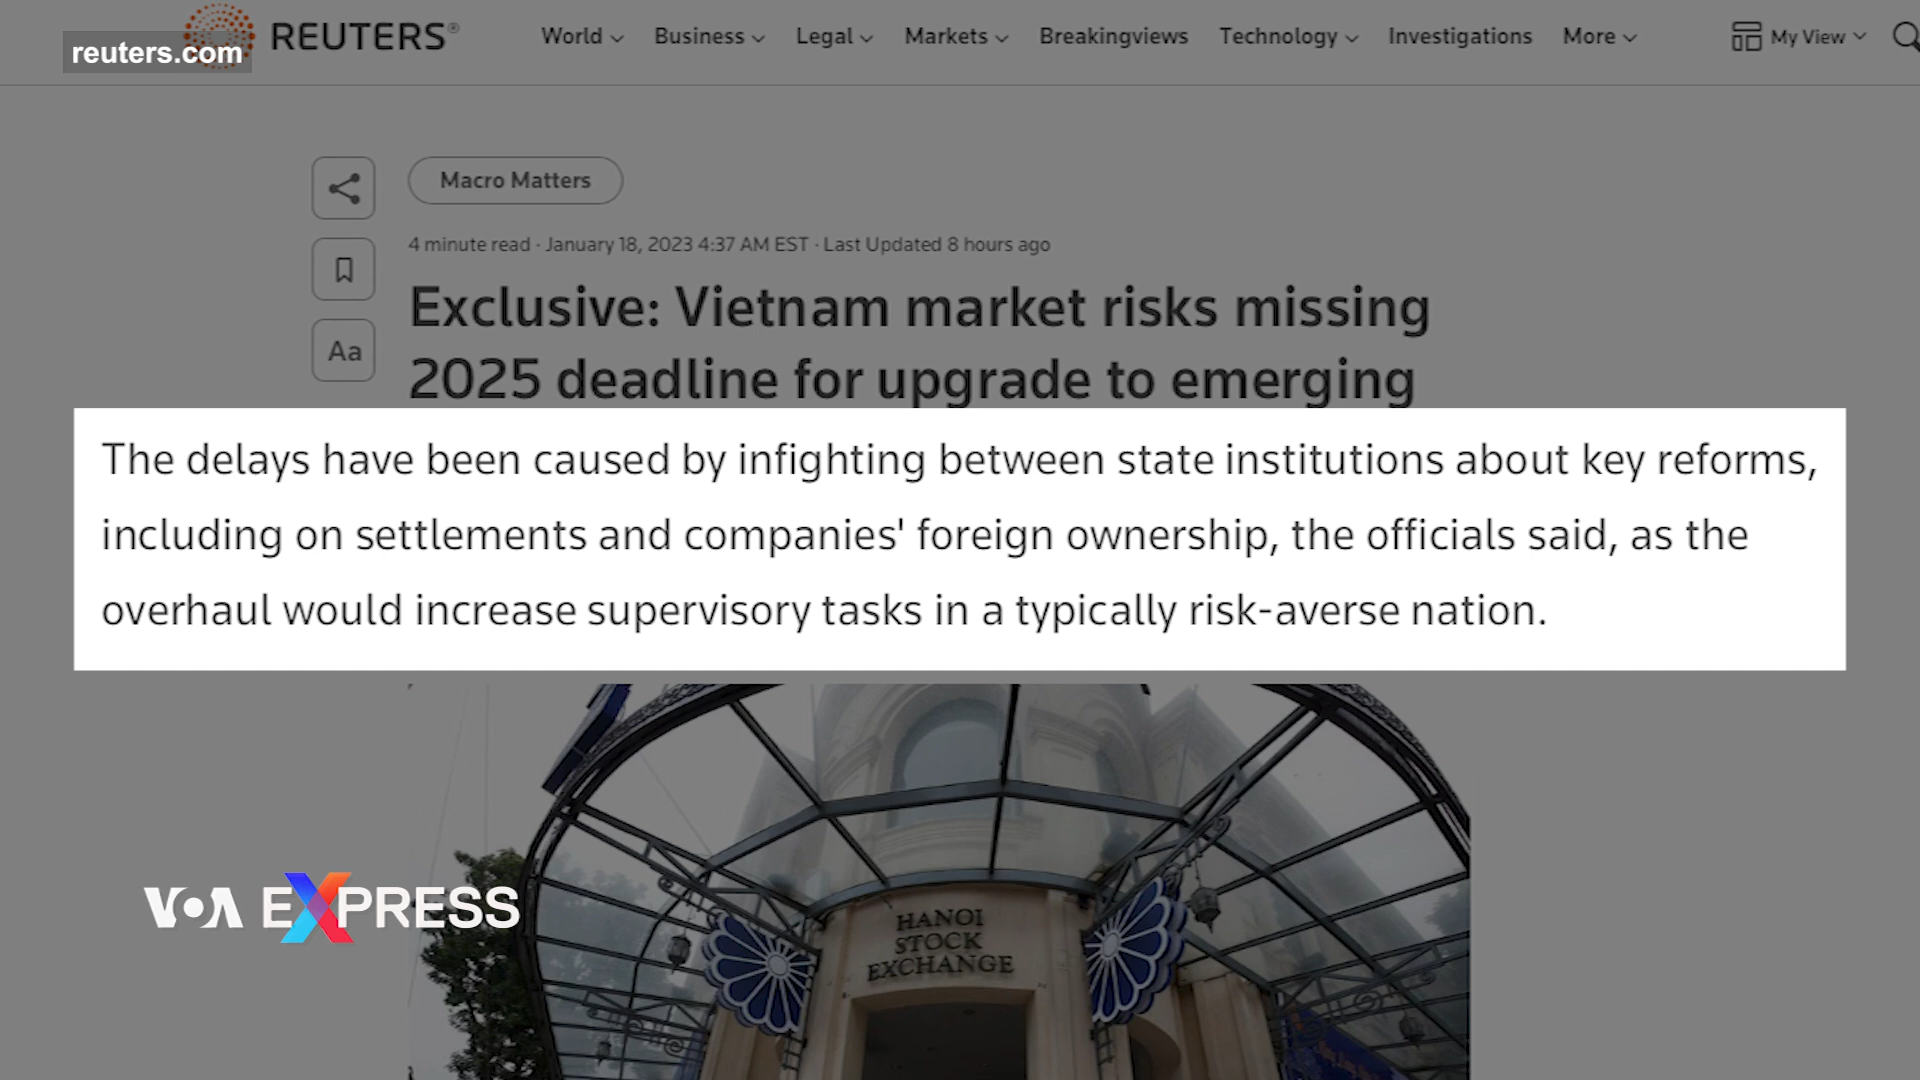 reuters.com
REUTERS®
World
Business
Legal
Markets
Breakingviews
Technology
Investigations
More
My View
Macro Matters
4 minute read · January 18, 2023 4:37 AM EST · Last Updated 8 hours ago
Aa
Exclusive: Vietnam market risks missing
2025 deadline for upgrade to emerging
The delays have been caused by infighting between state institutions about key reforms,
including on settlements and companies' foreign ownership, the officials said, as the
overhaul would increase supervisory tasks in a typically risk-averse nation.
VOA EXPRESS
HANOI
STOCK
EXCHANGE